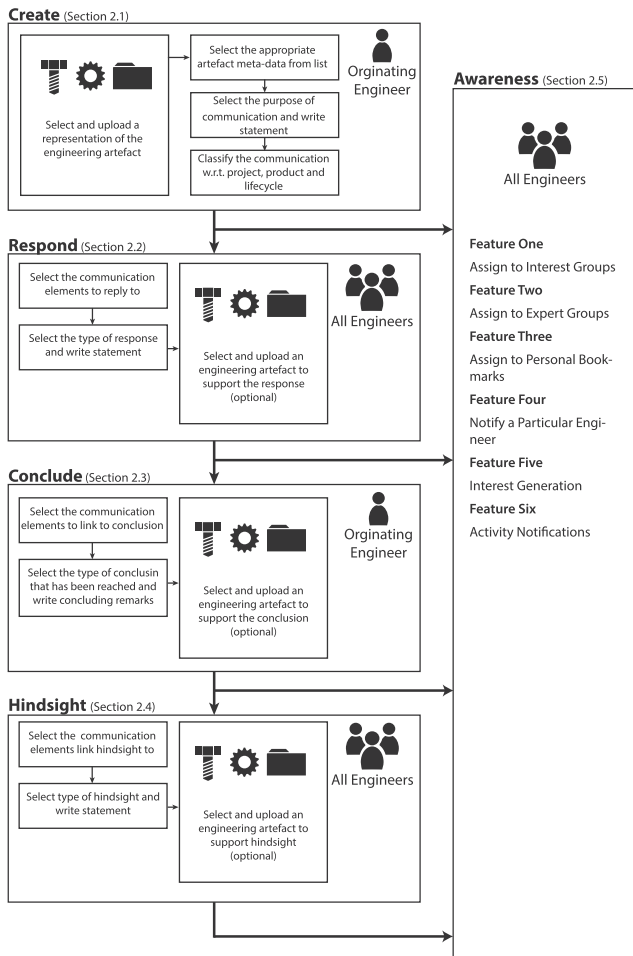 Create (Section 2.1)
Select and upload a
representation of the
engineering artefact
Select the appropriate
artefact meta-data from list
Select the purpose of
communication and write
statement
Classify the communication
w.r.t. project, product and
lifecycle
Orginating
Engineer
Respond (Section 2.2)
Select the communication
elements to reply to
Select the type of response
and write statement
Select and upload an
engineering artefact to
support the response
(optional)
All Engineers
Conclude (Section 2.3)
Select the communication
elements to link to conclusion
Select the type of conclusin
that has been reached and
write concluding remarks
Select and upload an
engineering artefact to
support the conclusion
(optional)
Orginating
Engineer
Hindsight (Section 2.4)
Select the communication
elements link hindsight to
Select type of hindsight and
write statement
Select and upload an
engineering artefact to
support hindsight
(optional)
All Engineers
Awareness (Section 2.5)
All Engineers
Feature One
Assign to Interest Groups
Feature Two
Assign to Expert Groups
Feature Three
Assign to Personal Book-
marks
Feature Four
Notify a Particular Engi-
neer
Feature Five
Interest Generation
Feature Six
Activity Notifications